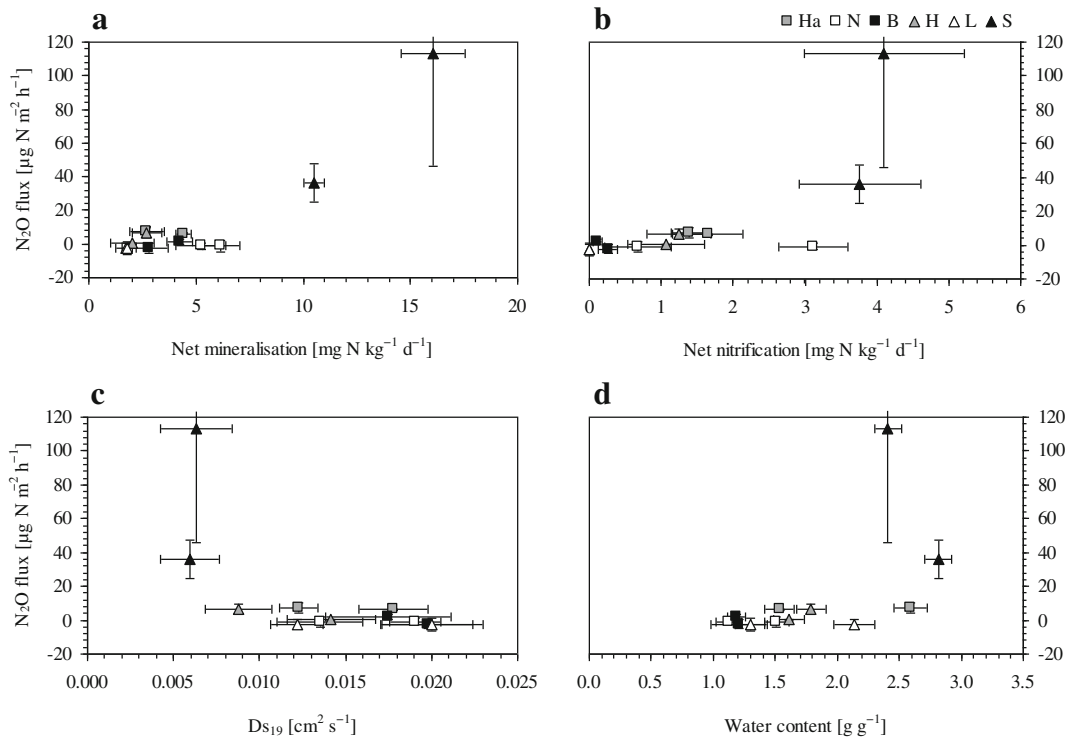 a
b
Ha N B H L S
120
100
80
60
40
20
0
-20
N₂O flux [µg N m⁻² h⁻¹]
0 5 10 15 20
Net mineralisation [mg N kg⁻¹ d⁻¹]
120
100
80
60
40
20
0
-20
0 1 2 3 4 5 6
Net nitrification [mg N kg⁻¹ d⁻¹]
c
d
120
100
80
60
40
20
0
-20
N₂O flux [µg N m⁻² h⁻¹]
0.000 0.005 0.010 0.015 0.020 0.025
Ds₁₉ [cm² s⁻¹]
120
100
80
60
40
20
0
-20
0.0 1.0 1.5 2.0 2.5 3.0 3.5
Water content [g g⁻¹]